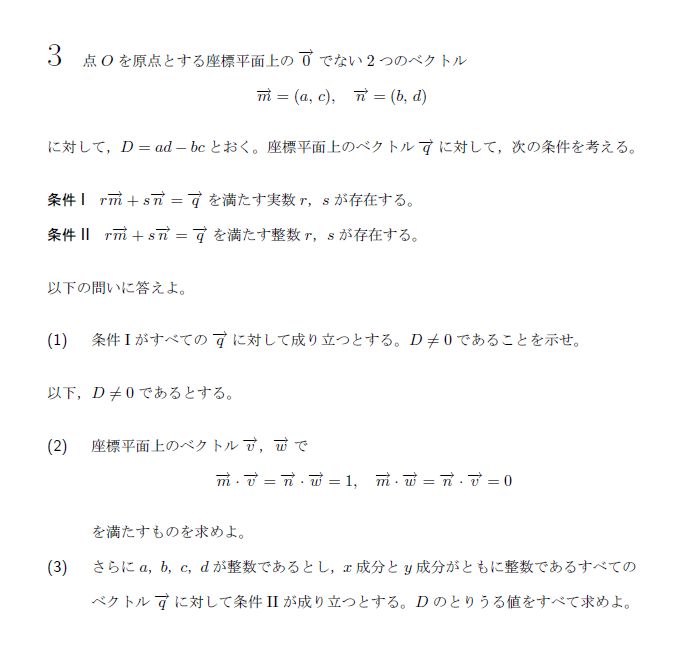 3 点 O を原点とする座標平面上の $\overrightarrow{0}$ でない 2 つのベクトル
$\overrightarrow{m} = (a, c), \quad \overrightarrow{n} = (b, d)$
に対して，D = ad − bc とおく。座標平面上のベクトル $\overrightarrow{q}$ に対して，次の条件を考える。
条件 I $r\overrightarrow{m} + s\overrightarrow{n} = \overrightarrow{q}$ を満たす実数 r，s が存在する。
条件 II $r\overrightarrow{m} + s\overrightarrow{n} = \overrightarrow{q}$ を満たす整数 r，s が存在する。
以下の問いに答えよ。
(1) 条件 I がすべての $\overrightarrow{q}$ に対して成り立つとする。D ≠ 0 であることを示せ。
以下，D ≠ 0 であるとする。
(2) 座標平面上のベクトル $\overrightarrow{v}$，$\overrightarrow{w}$ で
$\overrightarrow{m} \cdot \overrightarrow{v} = \overrightarrow{n} \cdot \overrightarrow{w} = 1, \quad \overrightarrow{m} \cdot \overrightarrow{w} = \overrightarrow{n} \cdot \overrightarrow{v} = 0$
を満たすものを求めよ。
(3) さらに a，b，c，d が整数であるとし，x 成分と y 成分がともに整数であるすべての
ベクトル $\overrightarrow{q}$ に対して条件 II が成り立つとする。D のとりうる値をすべて求めよ。